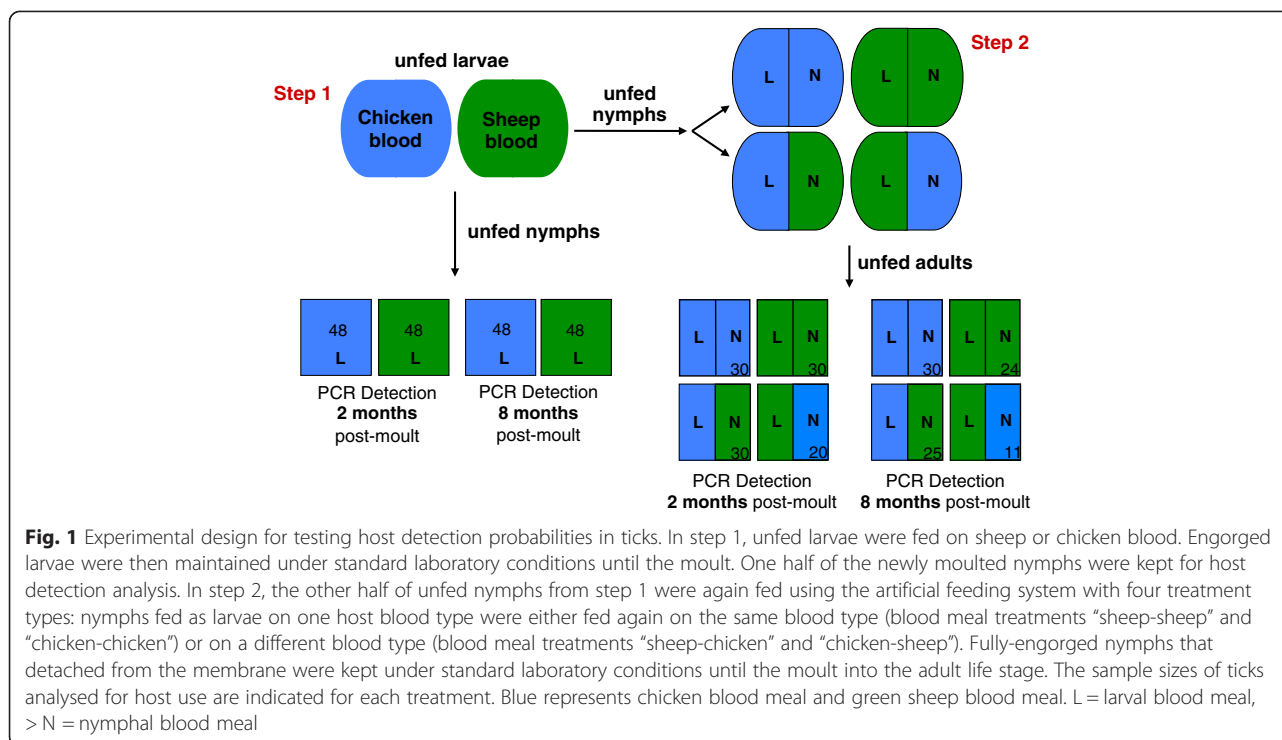 Step 1
unfed larvae
Chicken
blood
Sheep
blood
unfed
nymphs
Step 2
L N L N
L N L N
unfed nymphs
unfed adults
48 48 48 48
L L L L
PCR Detection
2 months
post-moult
PCR Detection
8 months
post-moult
L N L N L N L N
30 30 30 24
L N L N L N L N
30 20 25 11
PCR Detection
2 months post-moult
PCR Detection
8 months post-moult
Fig. 1 Experimental design for testing host detection probabilities in ticks. In step 1, unfed larvae were fed on sheep or chicken blood. Engorged
larvae were then maintained under standard laboratory conditions until the moult. One half of the newly moulted nymphs were kept for host
detection analysis. In step 2, the other half of unfed nymphs from step 1 were again fed using the artificial feeding system with four treatment
types: nymphs fed as larvae on one host blood type were either fed again on the same blood type (blood meal treatments “sheep-sheep” and
“chicken-chicken”) or on a different blood type (blood meal treatments “sheep-chicken” and “chicken-sheep”). Fully-engorged nymphs that
detached from the membrane were kept under standard laboratory conditions until the moult into the adult life stage. The sample sizes of ticks
analysed for host use are indicated for each treatment. Blue represents chicken blood meal and green sheep blood meal. L = larval blood meal,
> N = nymphal blood meal